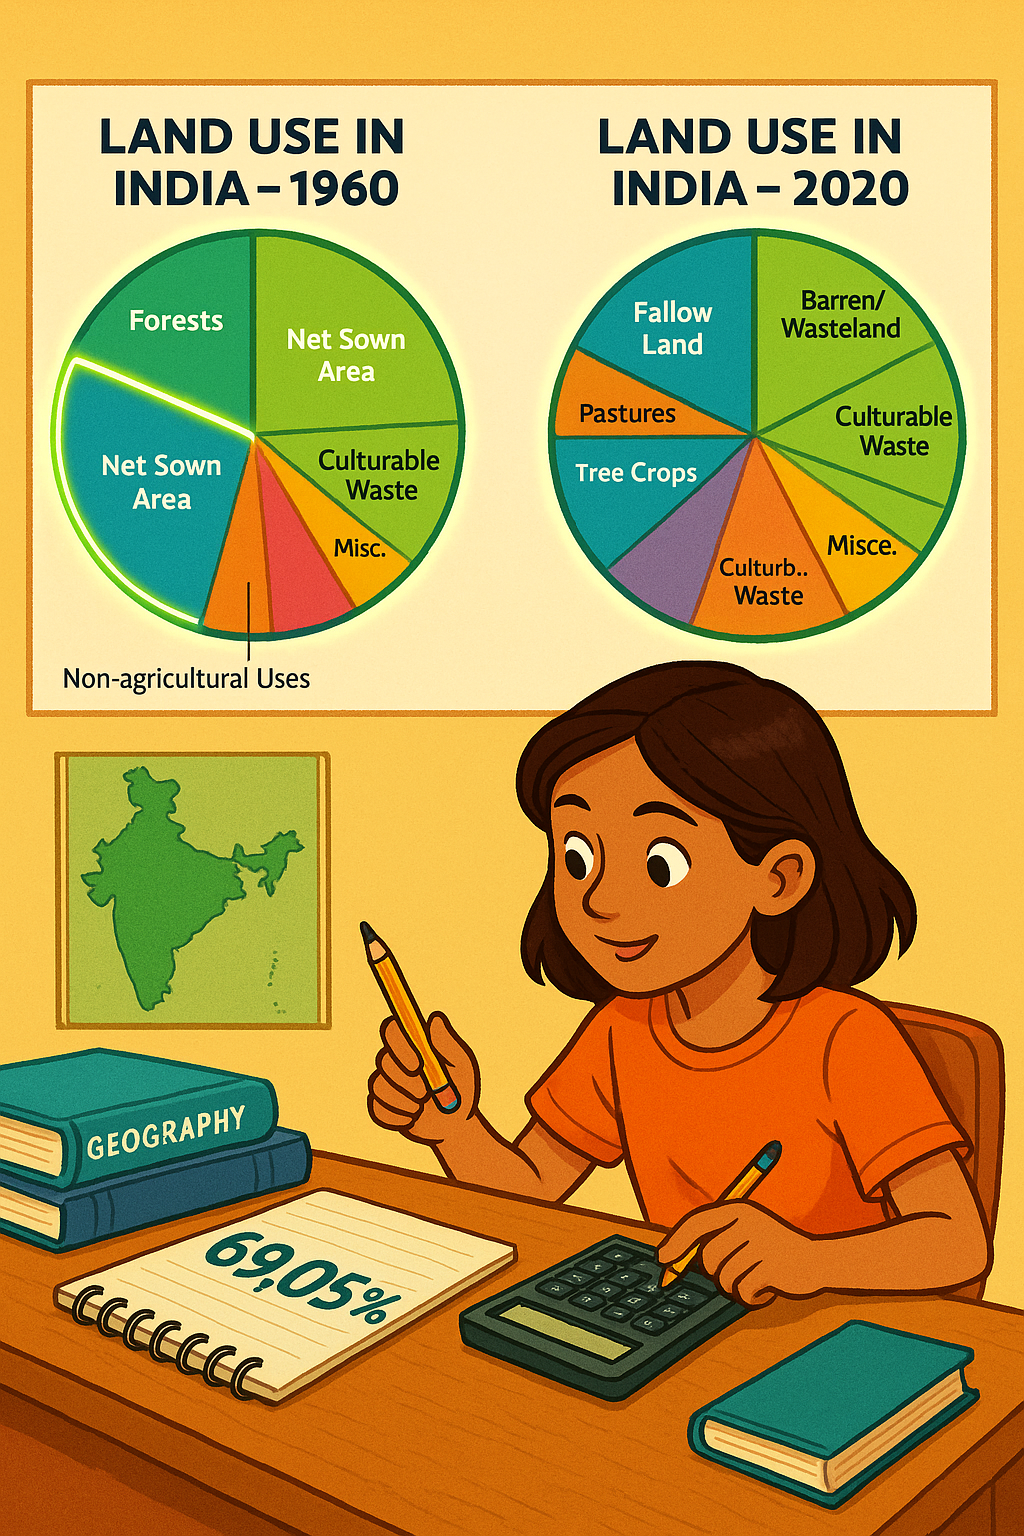 LAND USE IN
INDIA – 1960
Forests
Net Sown
Area
Net Sown
Area
Culturable
Waste
Misc.
Non-agricultural Uses
LAND USE IN
INDIA – 2020
Fallow
Land
Barren/
Wasteland
Pastures
Culturable
Waste
Tree Crops
Misce.
Culturb..
Waste
GEOGRAPHY
69,05%